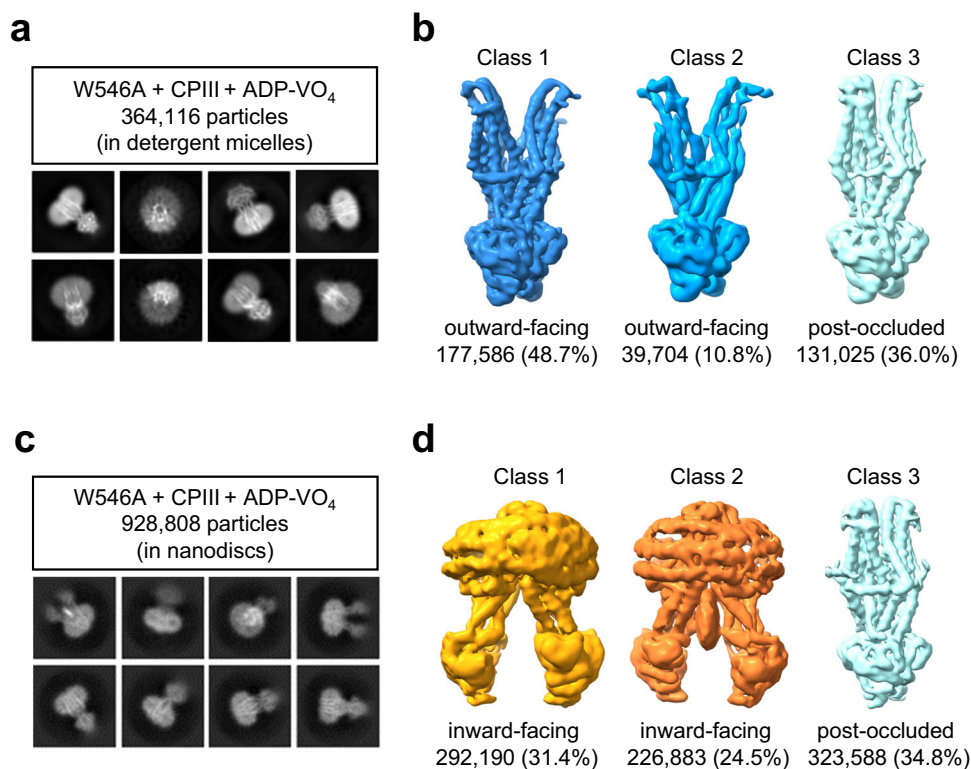 a
W546A + CPIII + ADP-VO₄
364,116 particles
(in detergent micelles)
b
Class 1
Class 2
Class 3
outward-facing
177,586 (48.7%)
outward-facing
39,704 (10.8%)
post-occluded
131,025 (36.0%)
c
W546A + CPIII + ADP-VO₄
928,808 particles
(in nanodiscs)
d
Class 1
Class 2
Class 3
inward-facing
292,190 (31.4%)
inward-facing
226,883 (24.5%)
post-occluded
323,588 (34.8%)